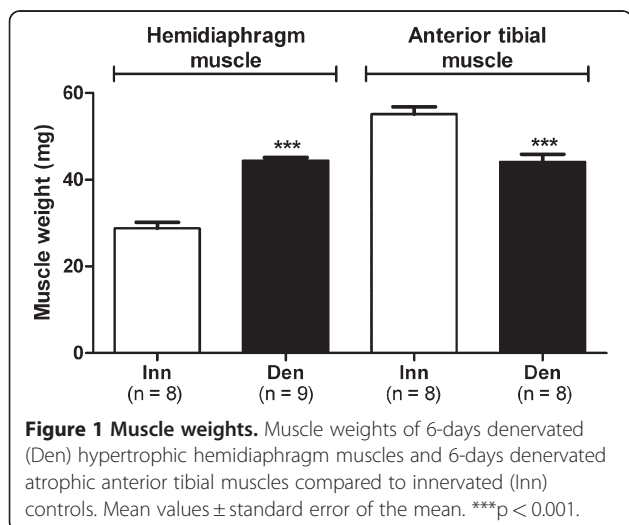 Hemidiaphragm muscle
Anterior tibial muscle
Muscle weight (mg)
60
40
20
0
***
***
Inn
(n = 8)
Den
(n = 9)
Inn
(n = 8)
Den
(n = 8)
Figure 1 Muscle weights. Muscle weights of 6-days denervated
(Den) hypertrophic hemidiaphragm muscles and 6-days denervated
atrophic anterior tibial muscles compared to innervated (Inn)
controls. Mean values ± standard error of the mean. ***p < 0.001.